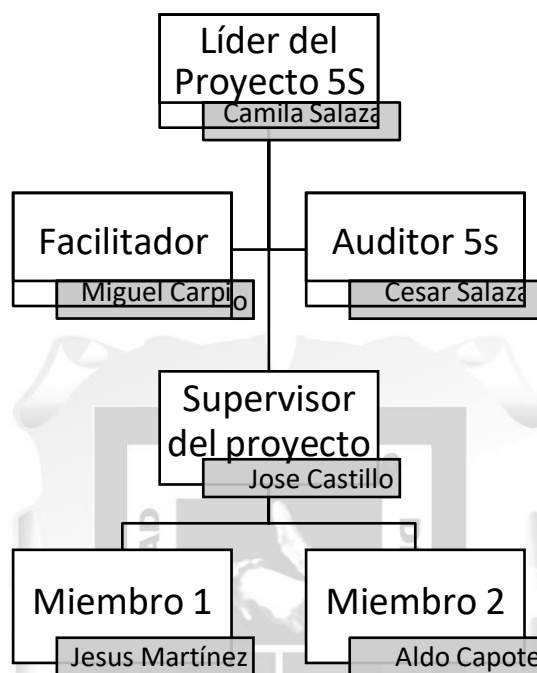 Líder del
Proyecto 5S
Camila Salaza
Facilitador
Miguel Carpio
Auditor 5s
Cesar Salaza
Supervisor
del proyecto
Jose Castillo
Miembro 1
Jesus Martínez
Miembro 2
Aldo Capote